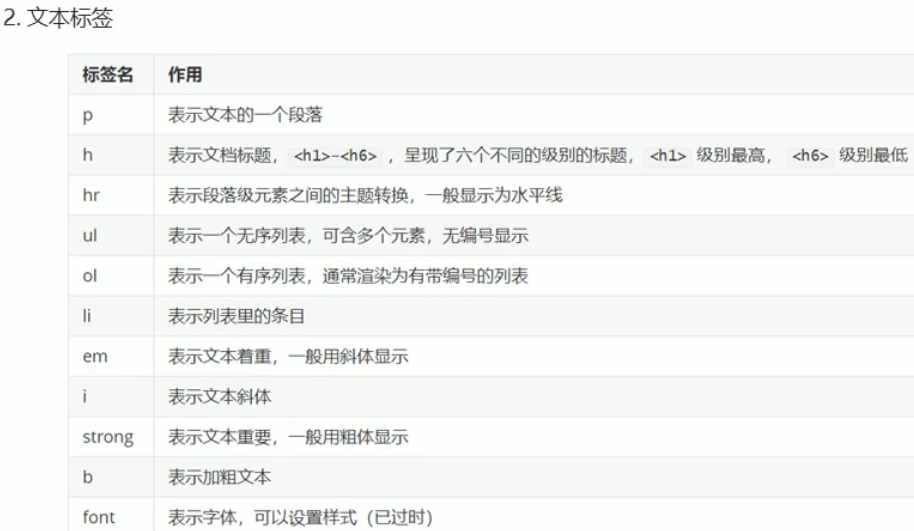 2. 文本标签
标签名 作用
p 表示文本的一个段落
h 表示文档标题， <h1>-<h6> ，呈现了六个不同的级别的标题， <h1> 级别最高， <h6> 级别最低
hr 表示段落级元素之间的主题转换，一般显示为水平线
ul 表示一个无序列表，可含多个元素，无编号显示
ol 表示一个有序列表，通常渲染为有带编号的列表
li 表示列表里的条目
em 表示文本着重，一般用斜体显示
i 表示文本斜体
strong 表示文本重要，一般用粗体显示
b 表示加粗文本
font 表示字体，可以设置样式（已过时）